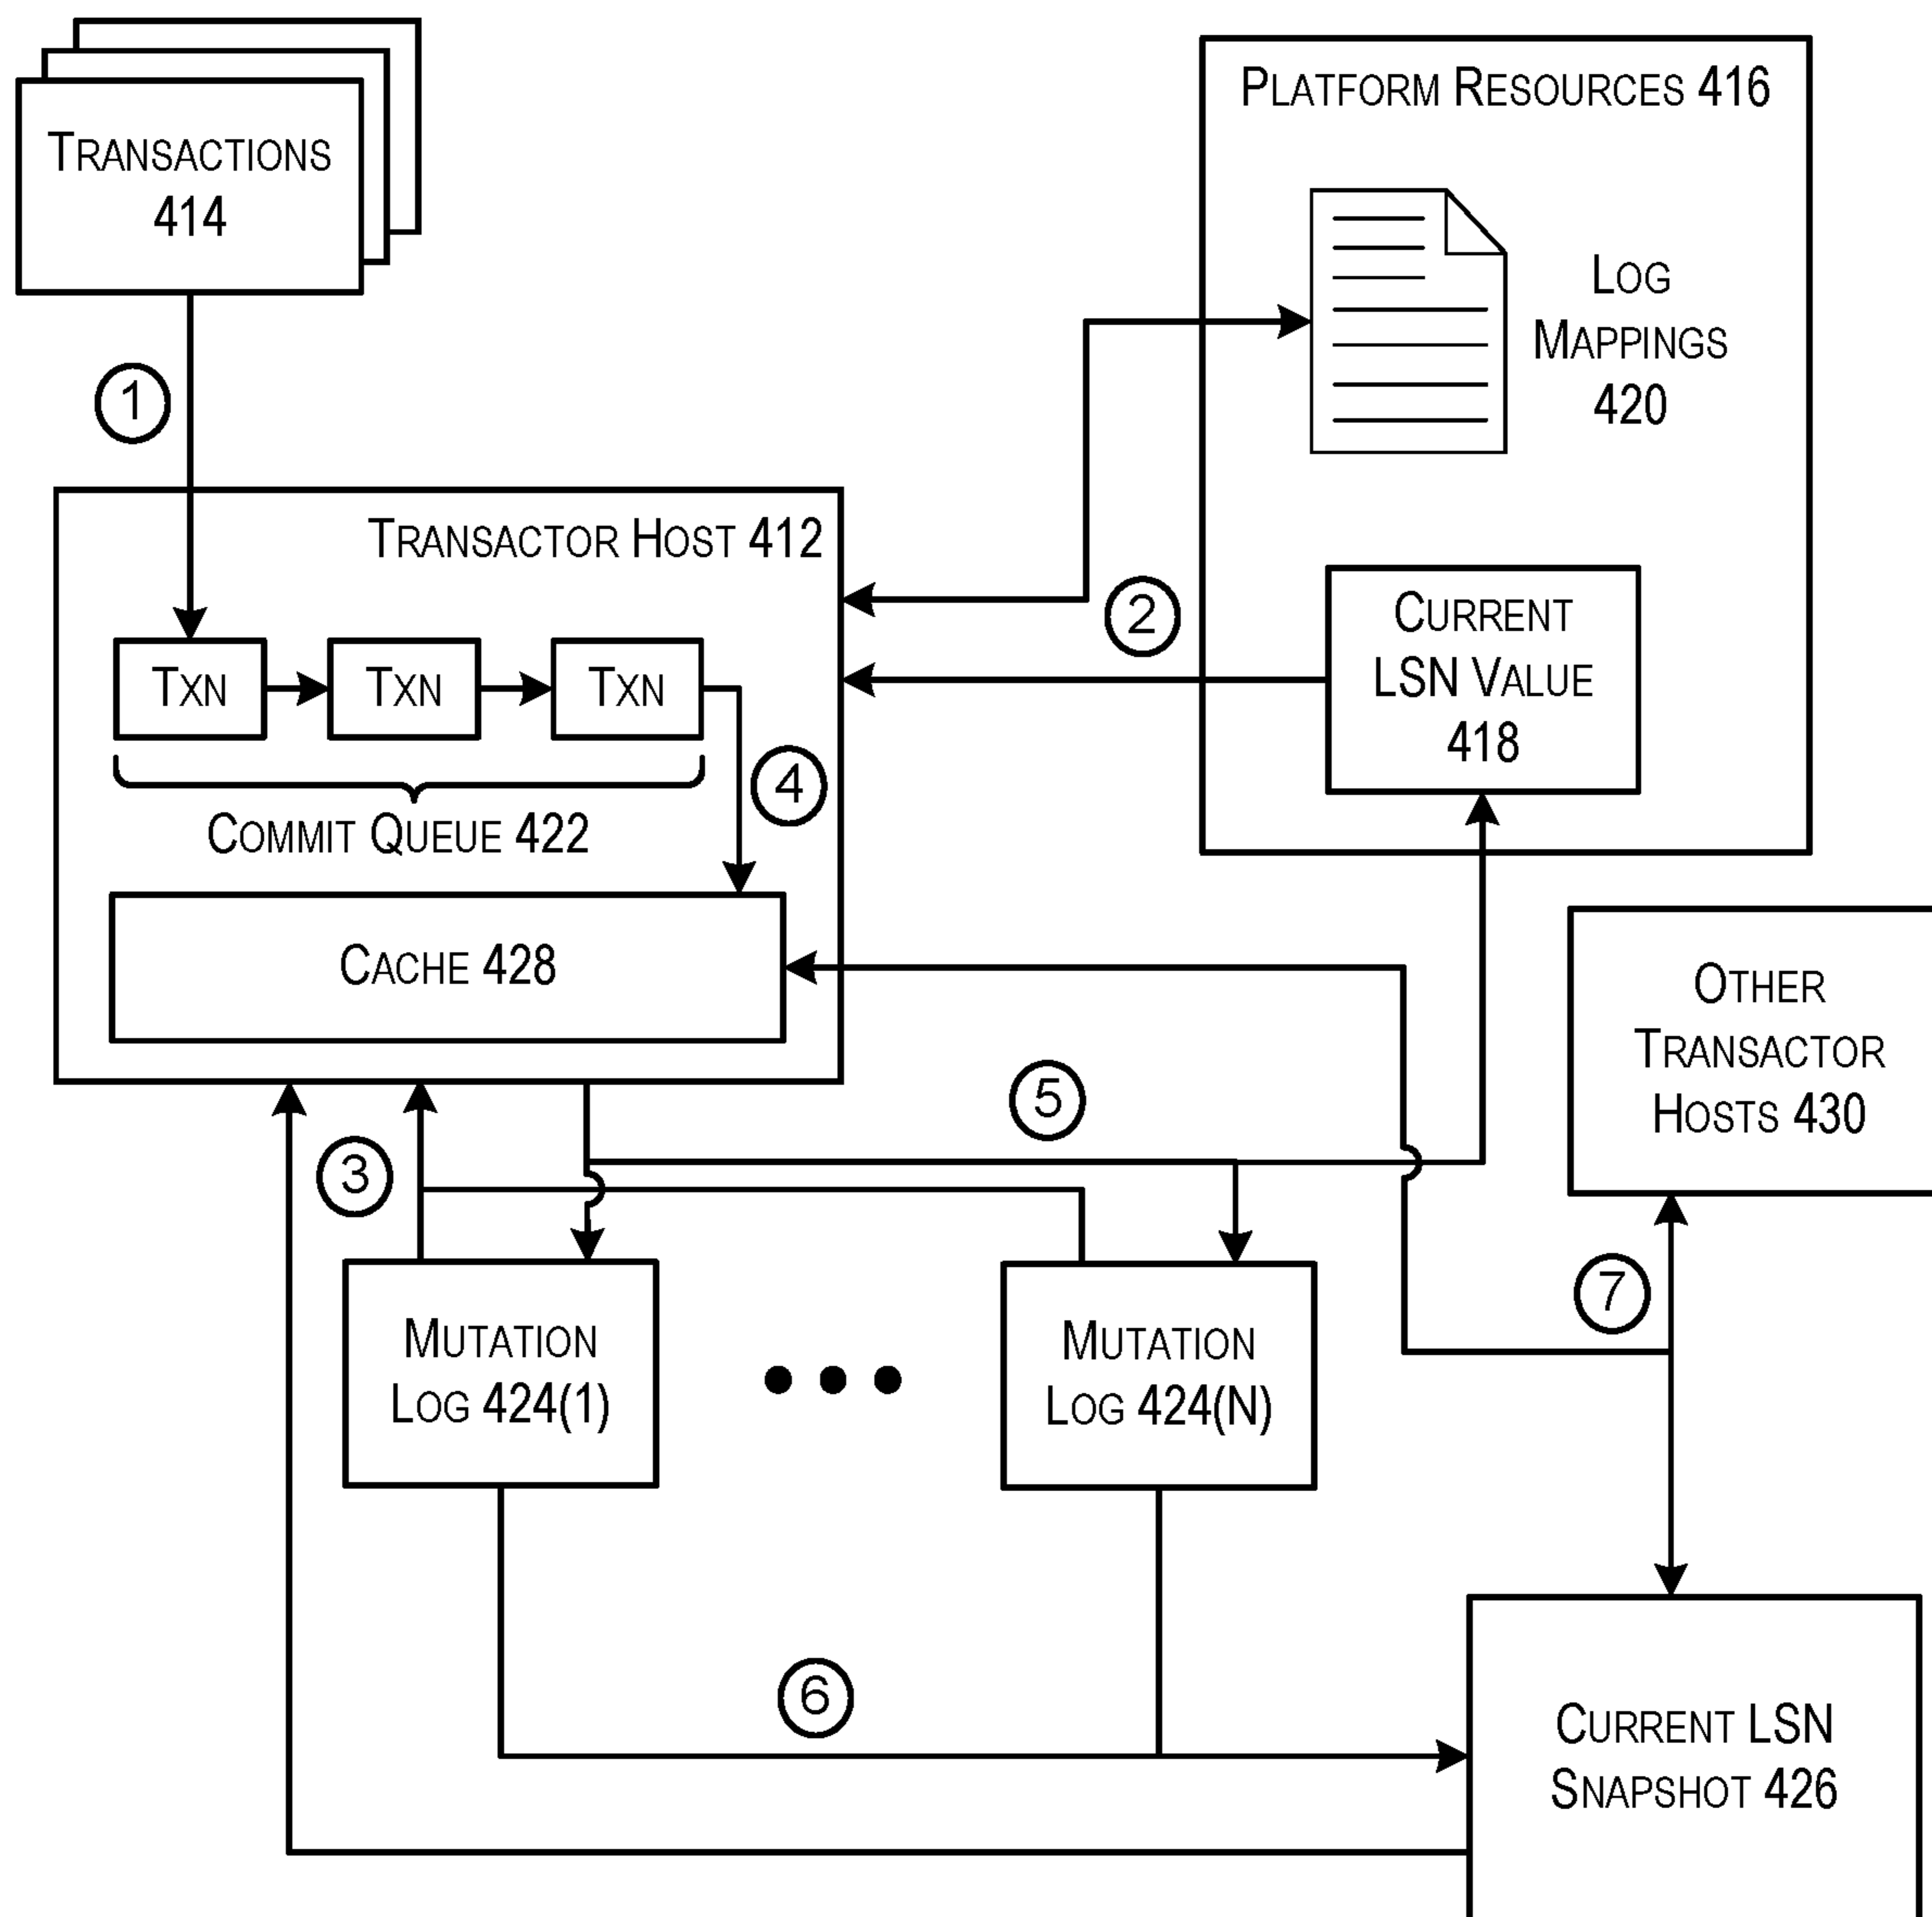 TRANSACTIONS
414
PLATFORM RESOURCES 416
LOG
MAPPINGS
420
1
TRANSACTOR HOST 412
2
CURRENT
LSN VALUE
418
TXN
TXN
TXN
4
COMMIT QUEUE 422
CACHE 428
OTHER
TRANSACTOR
HOSTS 430
5
3
7
MUTATION
LOG 424(1)
MUTATION
LOG 424(N)
6
CURRENT LSN
SNAPSHOT 426